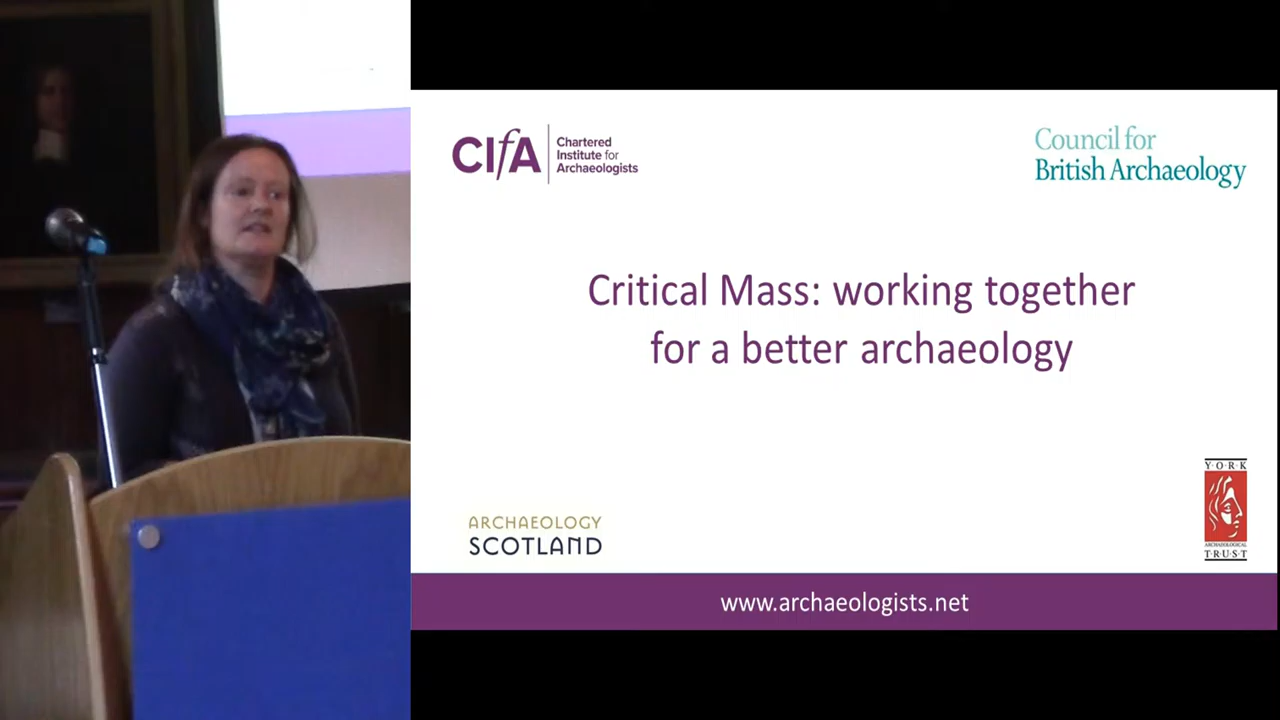 CIfA
Chartered
Institute for
Archaeologists
Council for
British Archaeology
Critical Mass: working together
for a better archaeology
ARCHAEOLOGY
SCOTLAND
YORK
ARCHAEOLOGICAL
TRUST
www.archaeologists.net